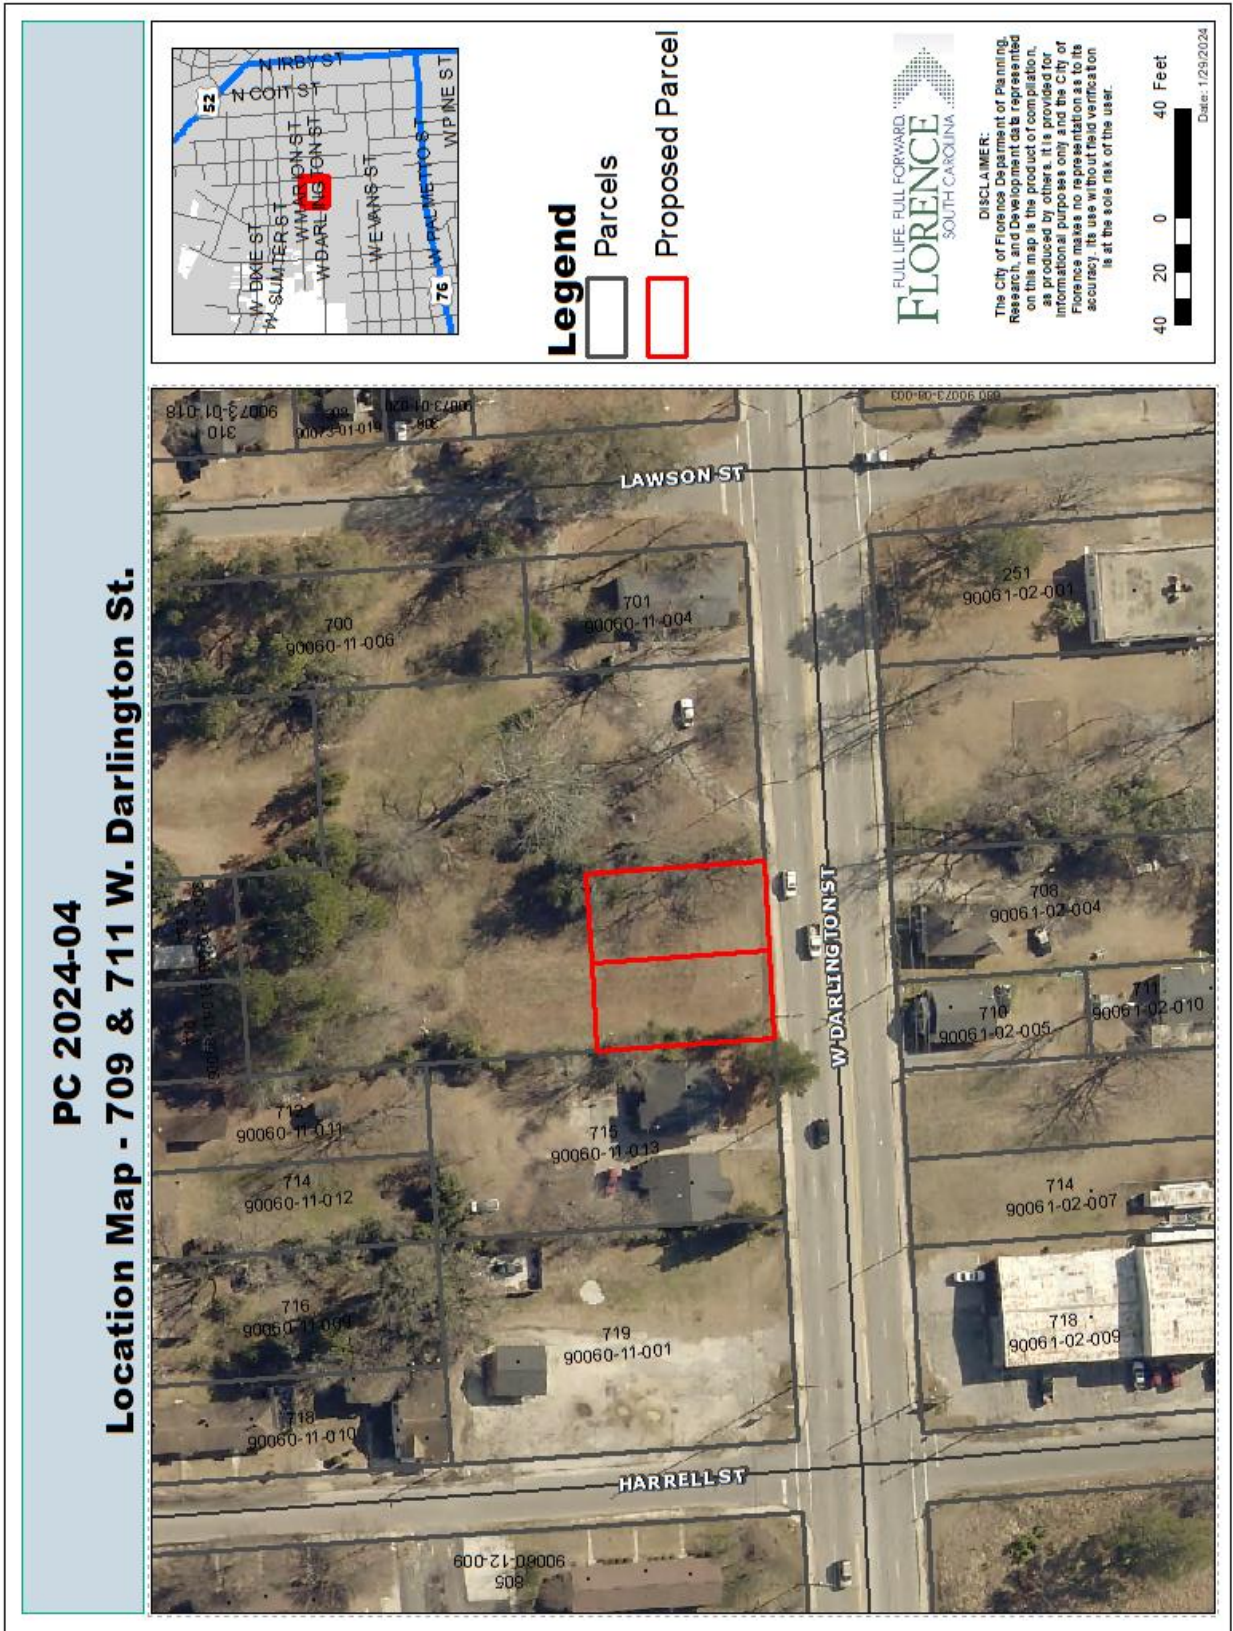 PC 2024-04
Location Map - 709 & 711 W. Darlington St.
52
N IRBY ST
N COIT ST
W DIXIE ST
W SUMTER ST
W MARION ST
W DARLINGTON ST
W EVANS ST
W PALMETTO ST
W PINE ST
76
Legend
Parcels
Proposed Parcel
FULL LIFE. FULL FORWARD.
FLORENCE
SOUTH CAROLINA
DISCLAIMER:
The City of Florence Deparment of Planning,
Research, and Development data represented
on this map is the product of compilation,
as produced by others. It is provided for
informational purposes only and the City of
Florence makes no representation as to its
accuracy. Its use without field verification
is at the sole risk of the user.
40 20 0 40 Feet
Date: 1/29/2024
310
90073-01-018
90073-01-019
LAWSON ST
700
90060-11-006
701
90060-11-004
251
90061-02-001
W DARLINGTON ST
708
90061-02-004
710
90061-02-005
711
90061-02-010
712
90060-11-011
714
90060-11-012
715
90060-11-013
714
90061-02-007
716
90060-11-009
719
90060-11-001
718
90061-02-009
718
90060-11-010
HARRELL ST
805
90060-12-009